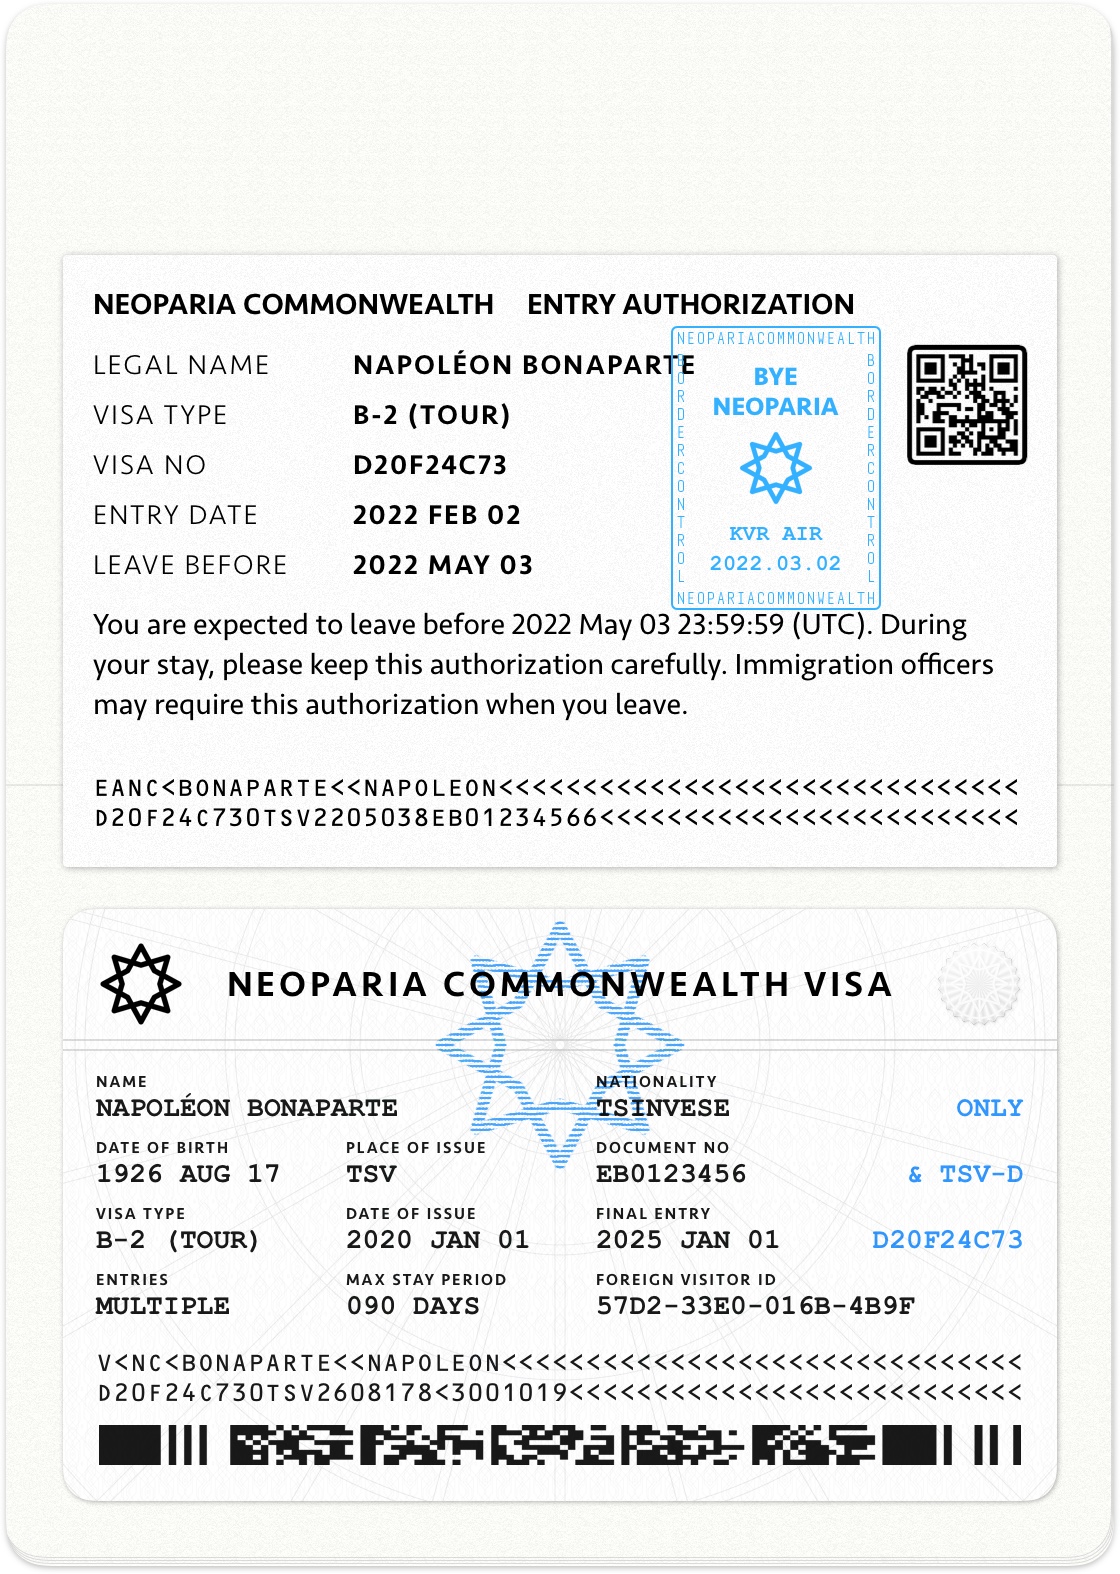 NEOPARIA COMMONWEALTH ENTRY AUTHORIZATION
LEGAL NAME NAPOLÉON BONAPARTE
VISA TYPE B-2 (TOUR)
VISA NO D20F24C73
ENTRY DATE 2022 FEB 02
LEAVE BEFORE 2022 MAY 03
NEOPARIACOMMONWEALTH
BORDERCONTROL
BYE
NEOPARIA
KVR AIR
2022.03.02
BORDERCONTROL
NEOPARIACOMMONWEALTH
You are expected to leave before 2022 May 03 23:59:59 (UTC). During
your stay, please keep this authorization carefully. Immigration officers
may require this authorization when you leave.
EANC<BONAPARTE<<NAPOLEON<<<<<<<<<<<<<<<<<<<<<<<<<<<<<<<
D20F24C730TSV2205038EB01234566<<<<<<<<<<<<<<<<<<<<<<<<<
NEOPARIA COMMONWEALTH VISA
NAME NATIONALITY
NAPOLÉON BONAPARTE TSINVESE ONLY
DATE OF BIRTH PLACE OF ISSUE DOCUMENT NO
1926 AUG 17 TSV EB0123456 & TSV-D
VISA TYPE DATE OF ISSUE FINAL ENTRY
B-2 (TOUR) 2020 JAN 01 2025 JAN 01 D20F24C73
ENTRIES MAX STAY PERIOD FOREIGN VISITOR ID
MULTIPLE 090 DAYS 57D2-33E0-016B-4B9F
V<NC<BONAPARTE<<NAPOLEON<<<<<<<<<<<<<<<<<<<<<<<<<<<<<<<
D20F24C730TSV2608178<3001019<<<<<<<<<<<<<<<<<<<<<<<<<<<